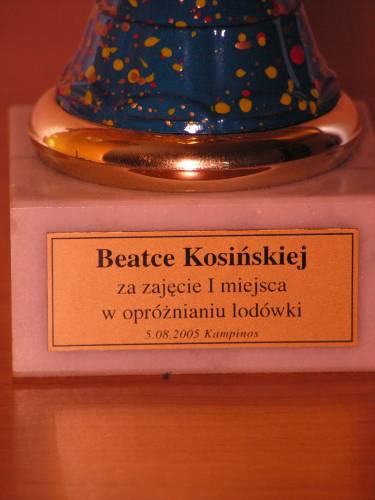 Beatce Kosińskiej
za zajęcie I miejsca
w opróżnianiu lodówki
5.08.2005 Kampinos